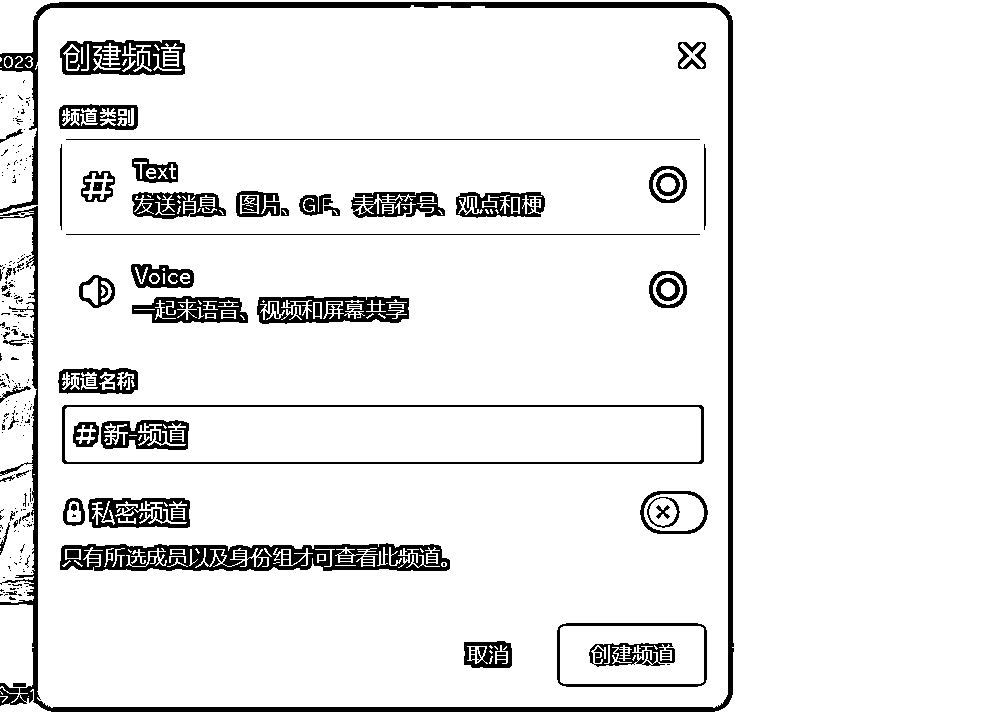 创建频道
2023
频道类别
Text
发送消息、图片、GIF、表情符号、观点和梗
Voice
一起来语音、视频和屏幕共享
频道名称
# 新-频道
私密频道
只有所选成员以及身份组才可查看此频道。
取消
创建频道
今天